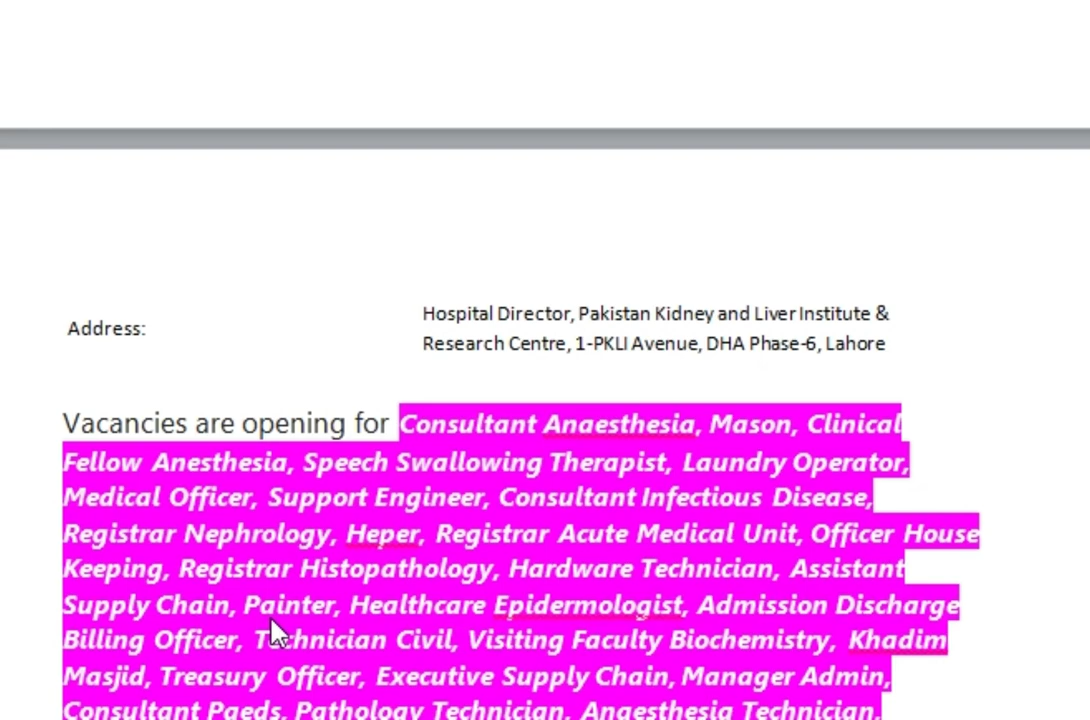 Address:
Hospital Director, Pakistan Kidney and Liver Institute &
Research Centre, 1-PKLI Avenue, DHA Phase-6, Lahore
Vacancies are opening for Consultant Anaesthesia, Mason, Clinical
Fellow Anesthesia, Speech Swallowing Therapist, Laundry Operator,
Medical Officer, Support Engineer, Consultant Infectious Disease,
Registrar Nephrology, Heper, Registrar Acute Medical Unit, Officer House
Keeping, Registrar Histopathology, Hardware Technician, Assistant
Supply Chain, Painter, Healthcare Epidermologist, Admission Discharge
Billing Officer, Technician Civil, Visiting Faculty Biochemistry, Khadim
Masjid, Treasury Officer, Executive Supply Chain, Manager Admin,
Consultant Paeds, Pathology Technician, Anaesthesia Technician,